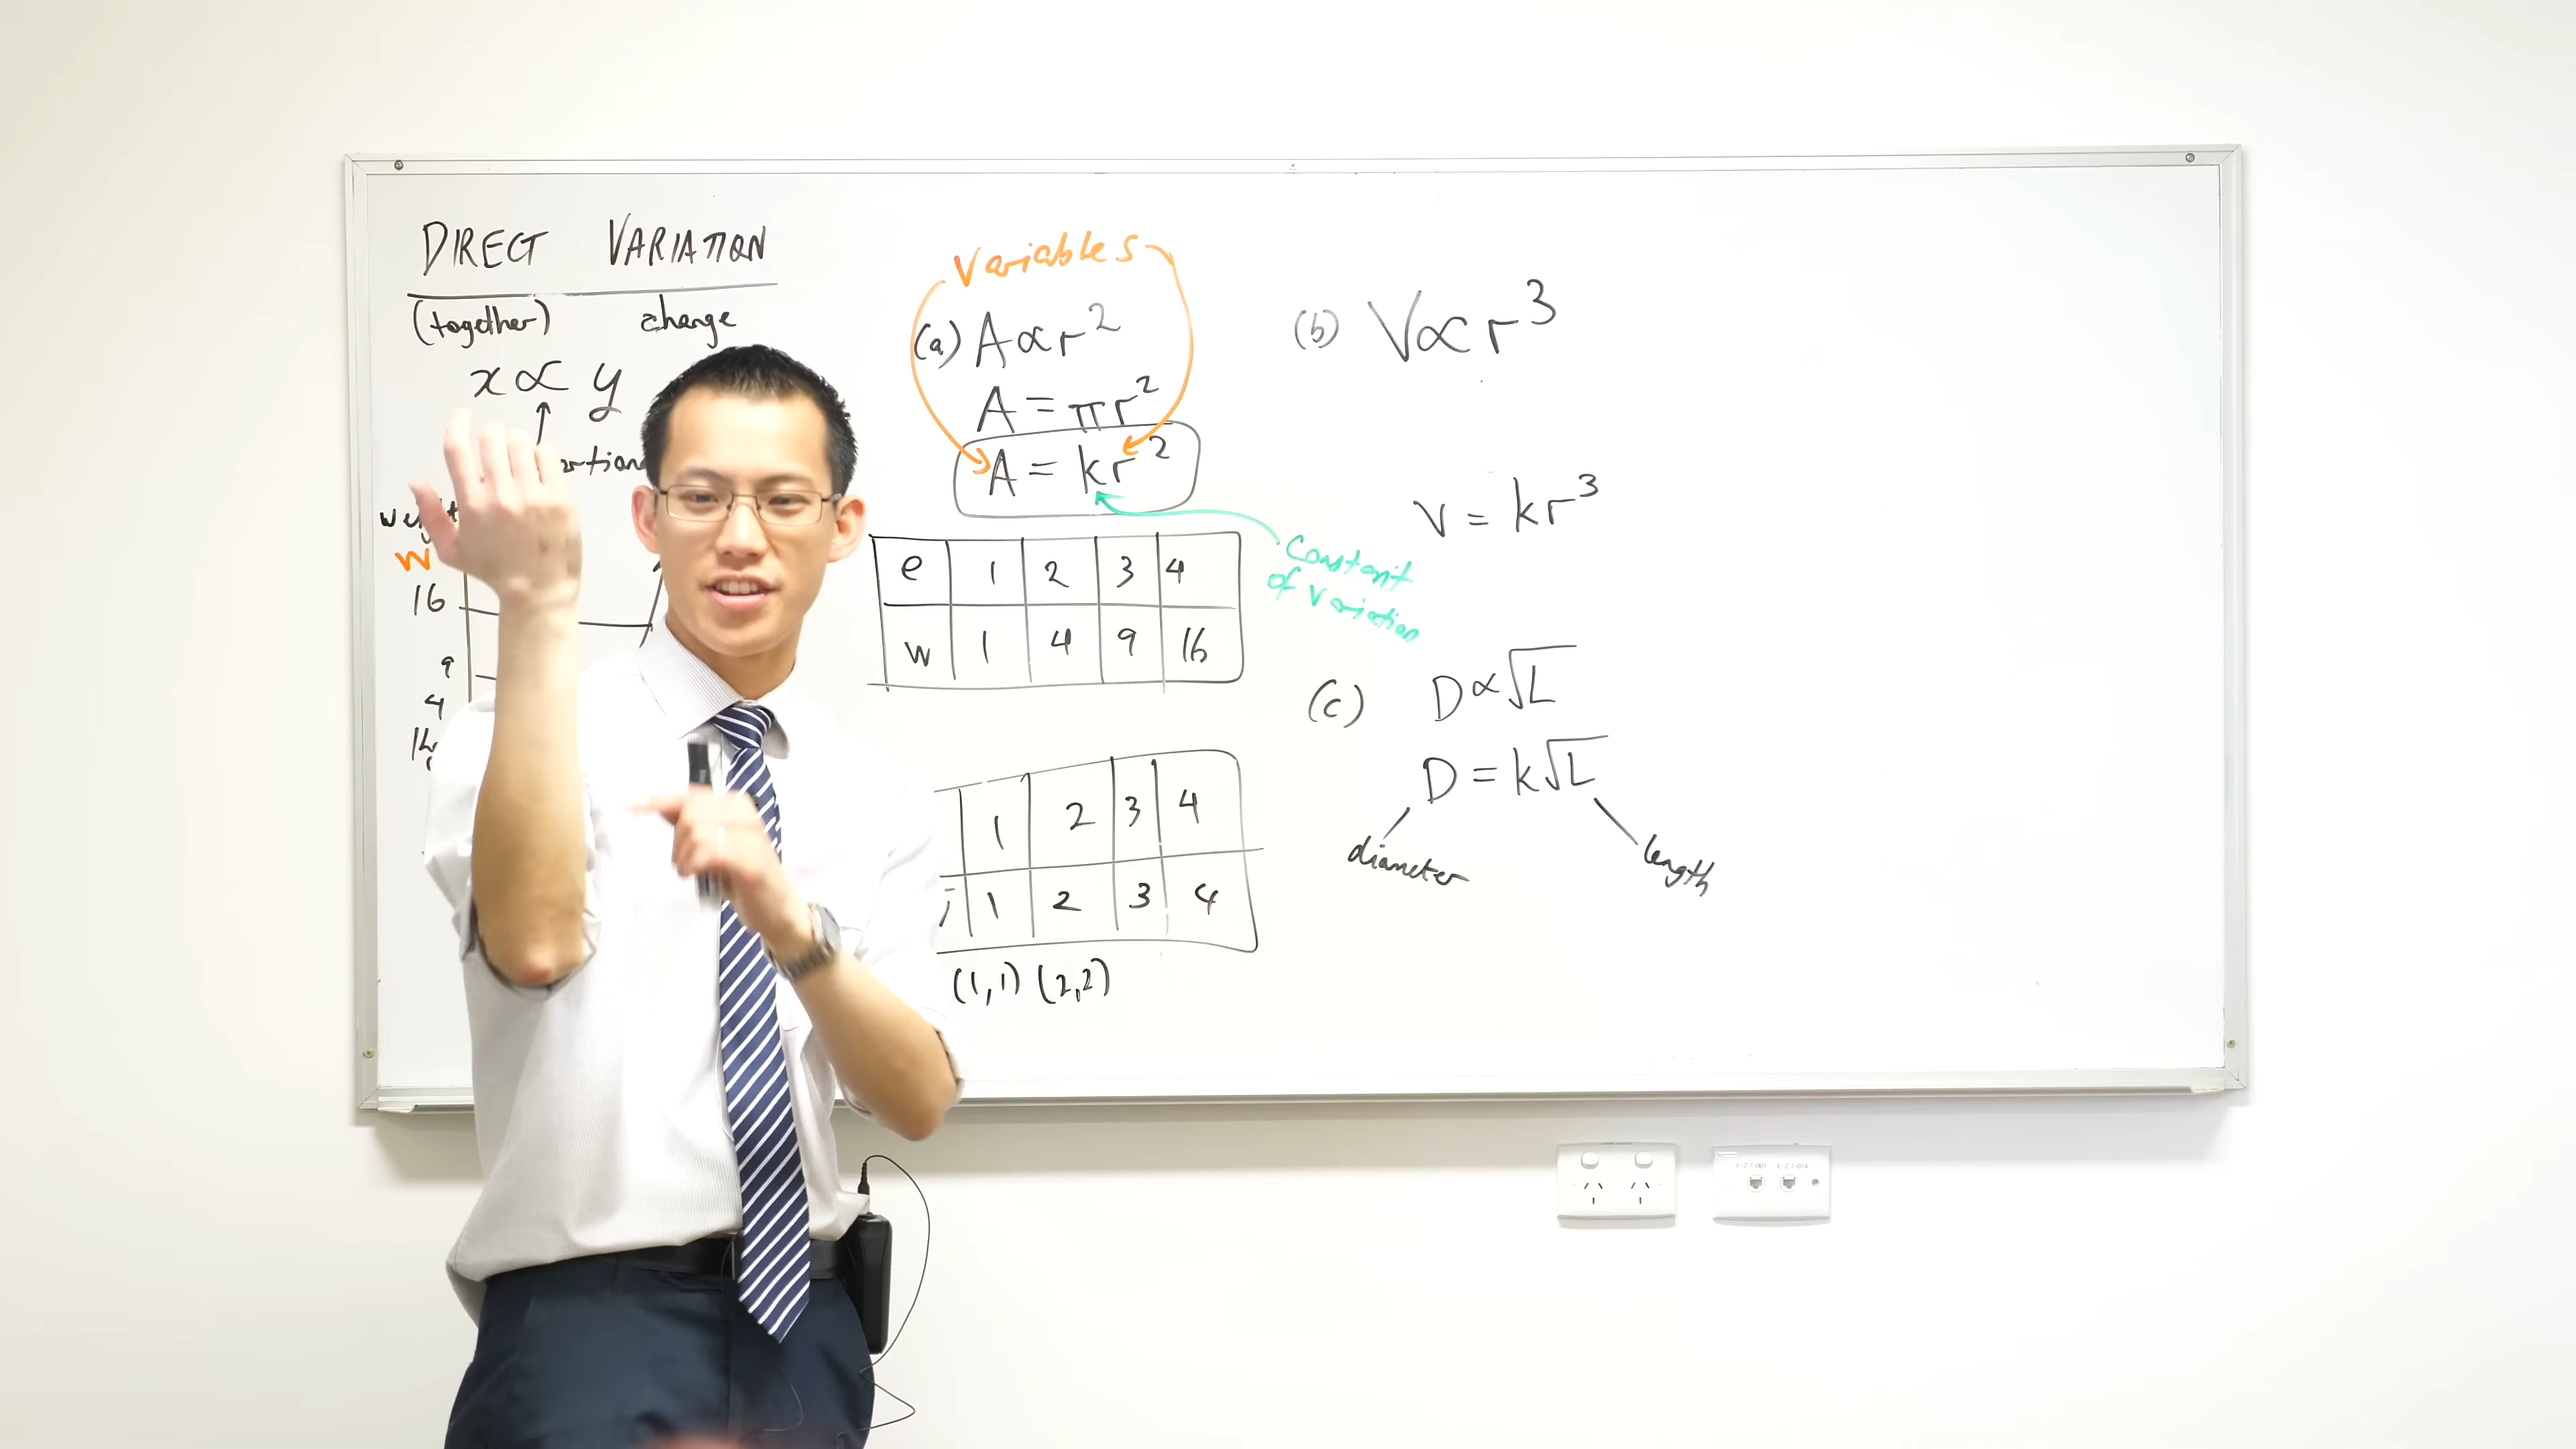 DIRECT VARIATION
(together) change
x ∝ y
W
16
9
4
Variables
(a) A ∝ r²
A = πr²
A = kr²
Constant
of Variation
e 1 2 3 4
w 1 4 9 16
1 2 3 4
1 2 3 4
(1,1) (2,2)
(b) V ∝ r³
V = kr³
(c) D ∝ √L
D = k√L
diameter
length